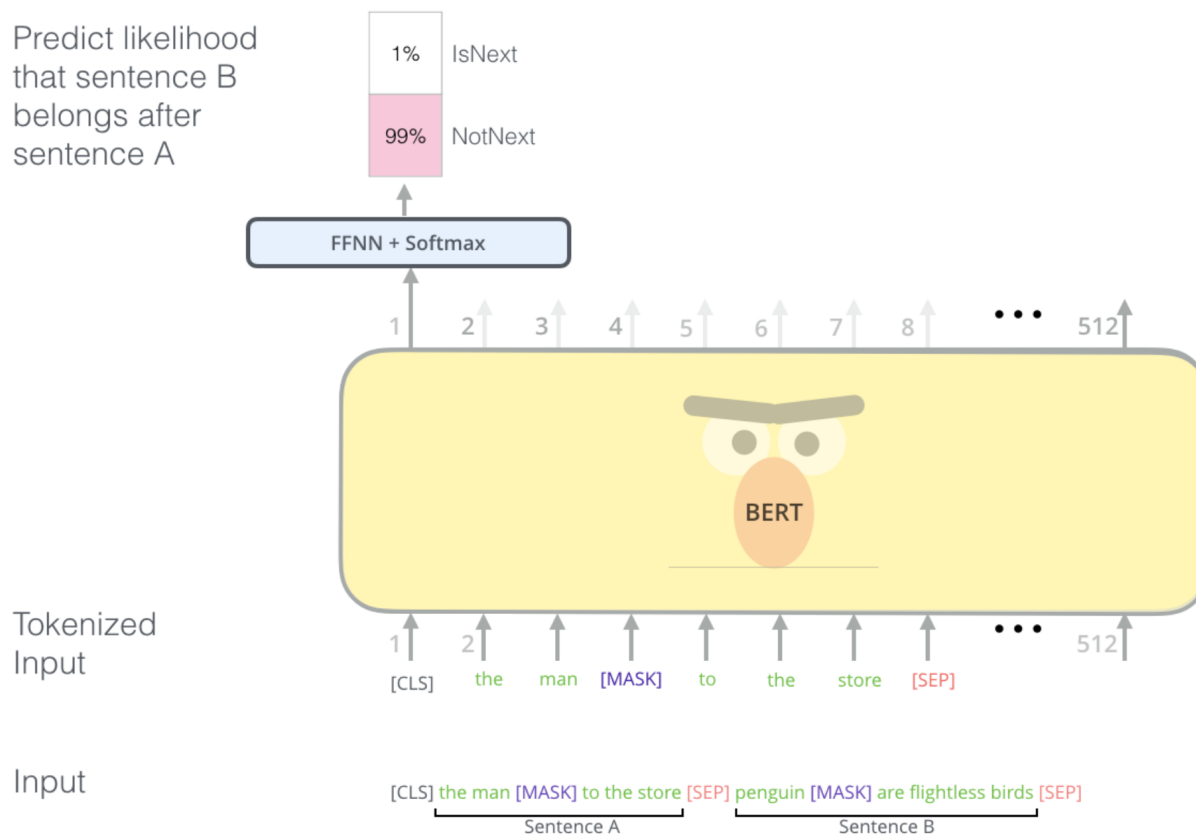 Predict likelihood
that sentence B
belongs after
sentence A
1% IsNext
99% NotNext
FFNN + Softmax
1 2 3 4 5 6 7 8 ••• 512
BERT
Tokenized
Input
1 2 ••• 512
[CLS] the man [MASK] to the store [SEP]
Input
[CLS] the man [MASK] to the store [SEP] penguin [MASK] are flightless birds [SEP]
Sentence A Sentence B